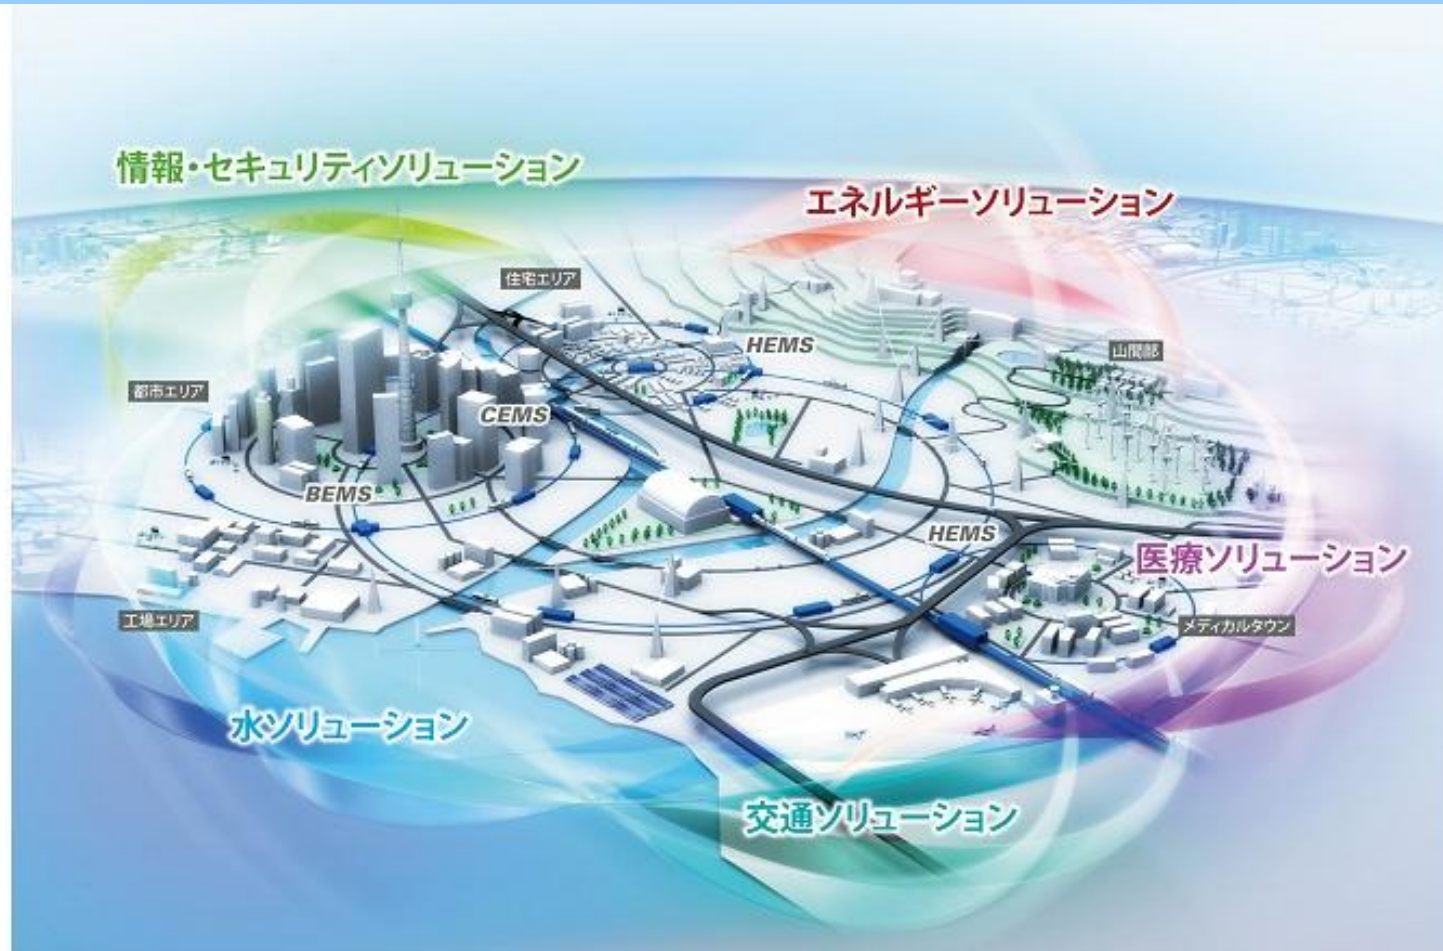 情報・セキュリティソリューション
エネルギーソリューション
住宅エリア
HEMS
山間部
都市エリア
CEMS
BEMS
HEMS
医療ソリューション
工場エリア
メディカルタウン
水ソリューション
交通ソリューション